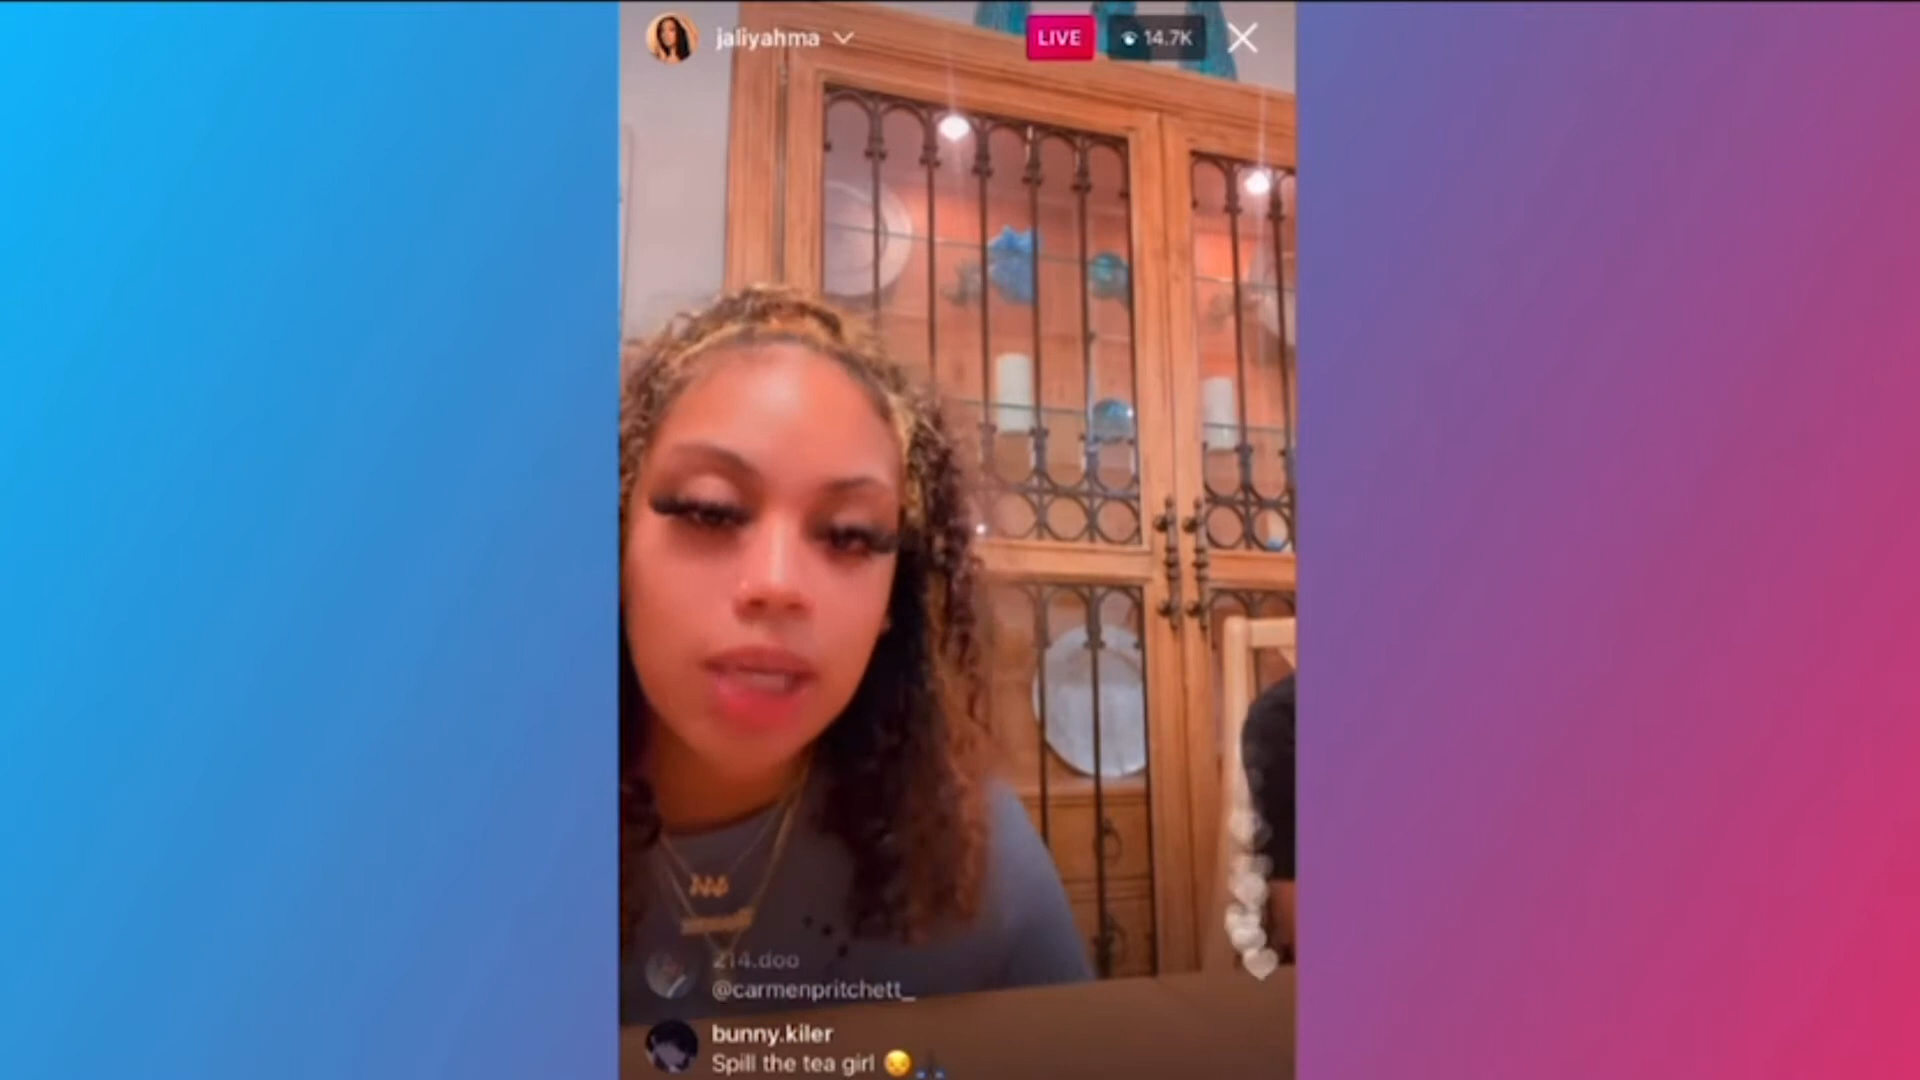 jaliyahma
LIVE
14.7K
214.doo
@carmenpritchett_
bunny.kiler
Spill the tea girl 😔